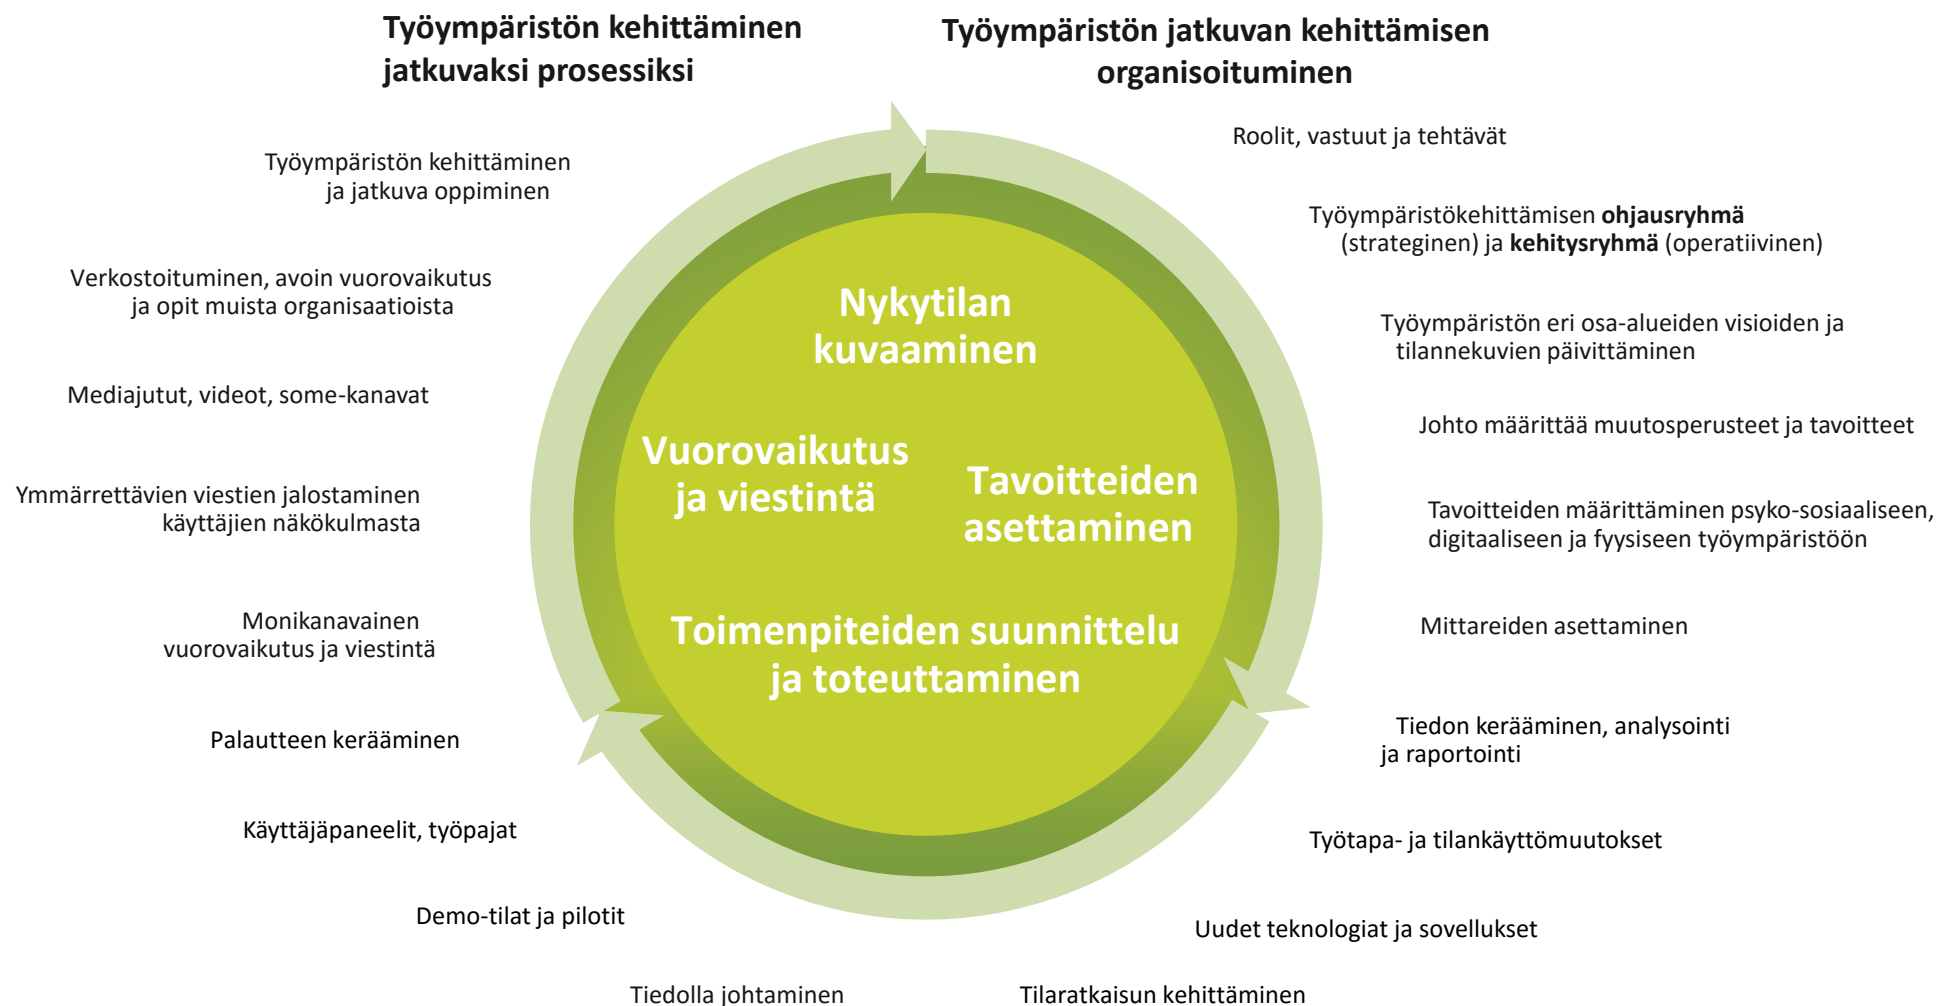 Työympäristön kehittäminen
jatkuvaksi prosessiksi
Työympäristön jatkuvan kehittämisen
organisoituminen
Roolit, vastuut ja tehtävät
Työympäristökehittämisen ohjausryhmä
(strateginen) ja kehitysryhmä (operatiivinen)
Työympäristön eri osa-alueiden visioiden ja
tilannekuvien päivittäminen
Johto määrittää muutosperusteet ja tavoitteet
Tavoitteiden määrittäminen psyko-sosiaaliseen,
digitaaliseen ja fyysiseen työympäristöön
Mittareiden asettaminen
Tiedon kerääminen, analysointi
ja raportointi
Työtapa- ja tilankäyttömuutokset
Uudet teknologiat ja sovellukset
Tilaratkaisun kehittäminen
Tiedolla johtaminen
Demo-tilat ja pilotit
Käyttäjäpaneelit, työpajat
Palautteen kerääminen
Monikanavainen
vuorovaikutus ja viestintä
Ymmärrettävien viestien jalostaminen
käyttäjien näkökulmasta
Mediajutut, videot, some-kanavat
Verkostoituminen, avoin vuorovaikutus
ja opit muista organisaatioista
Työympäristön kehittäminen
ja jatkuva oppiminen
Nykytilan
kuvaaminen
Tavoitteiden
asettaminen
Toimenpiteiden suunnittelu
ja toteuttaminen
Vuorovaikutus
ja viestintä